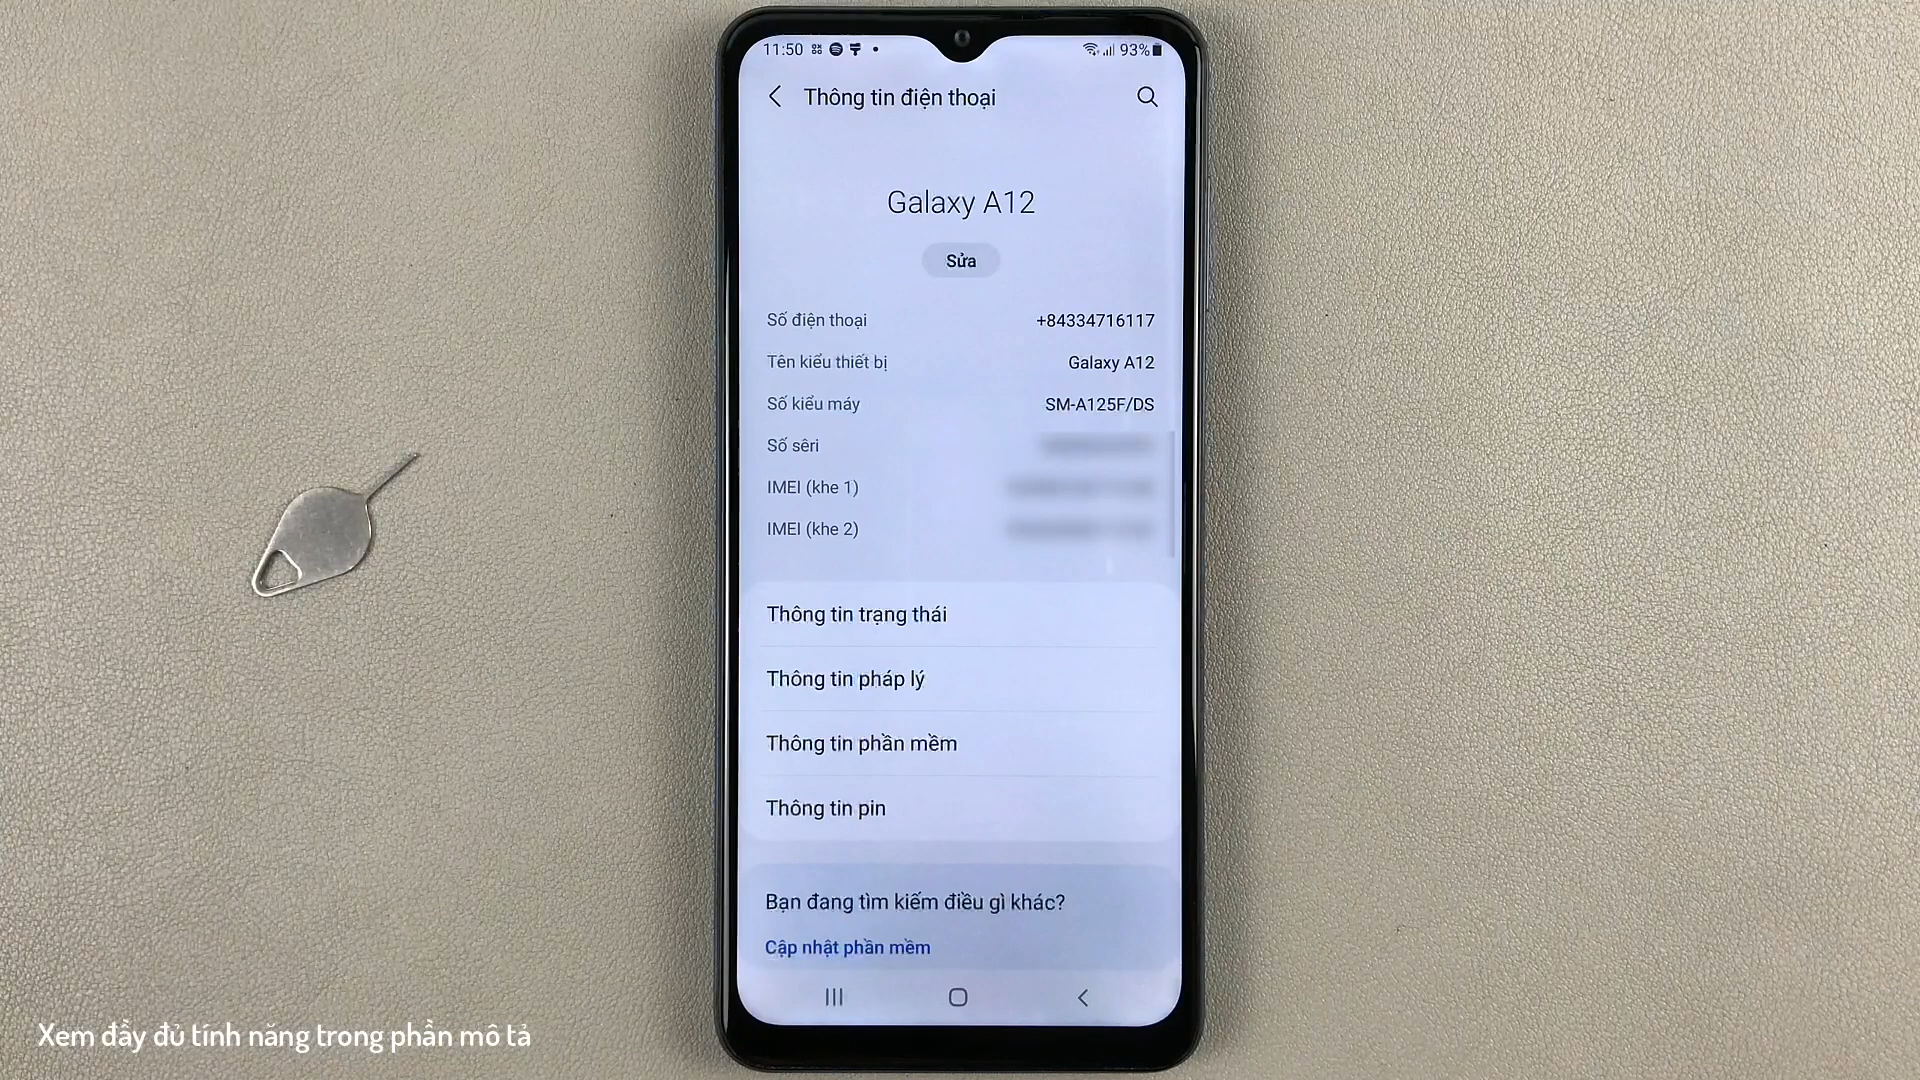 11:50 93%
Thông tin điện thoại
Galaxy A12
Sửa
Số điện thoại +84334716117
Tên kiểu thiết bị Galaxy A12
Số kiểu máy SM-A125F/DS
Số sêri
IMEI (khe 1)
IMEI (khe 2)
Thông tin trạng thái
Thông tin pháp lý
Thông tin phần mềm
Thông tin pin
Bạn đang tìm kiếm điều gì khác?
Cập nhật phần mềm
Xem đầy đủ tính năng trong phần mô tả